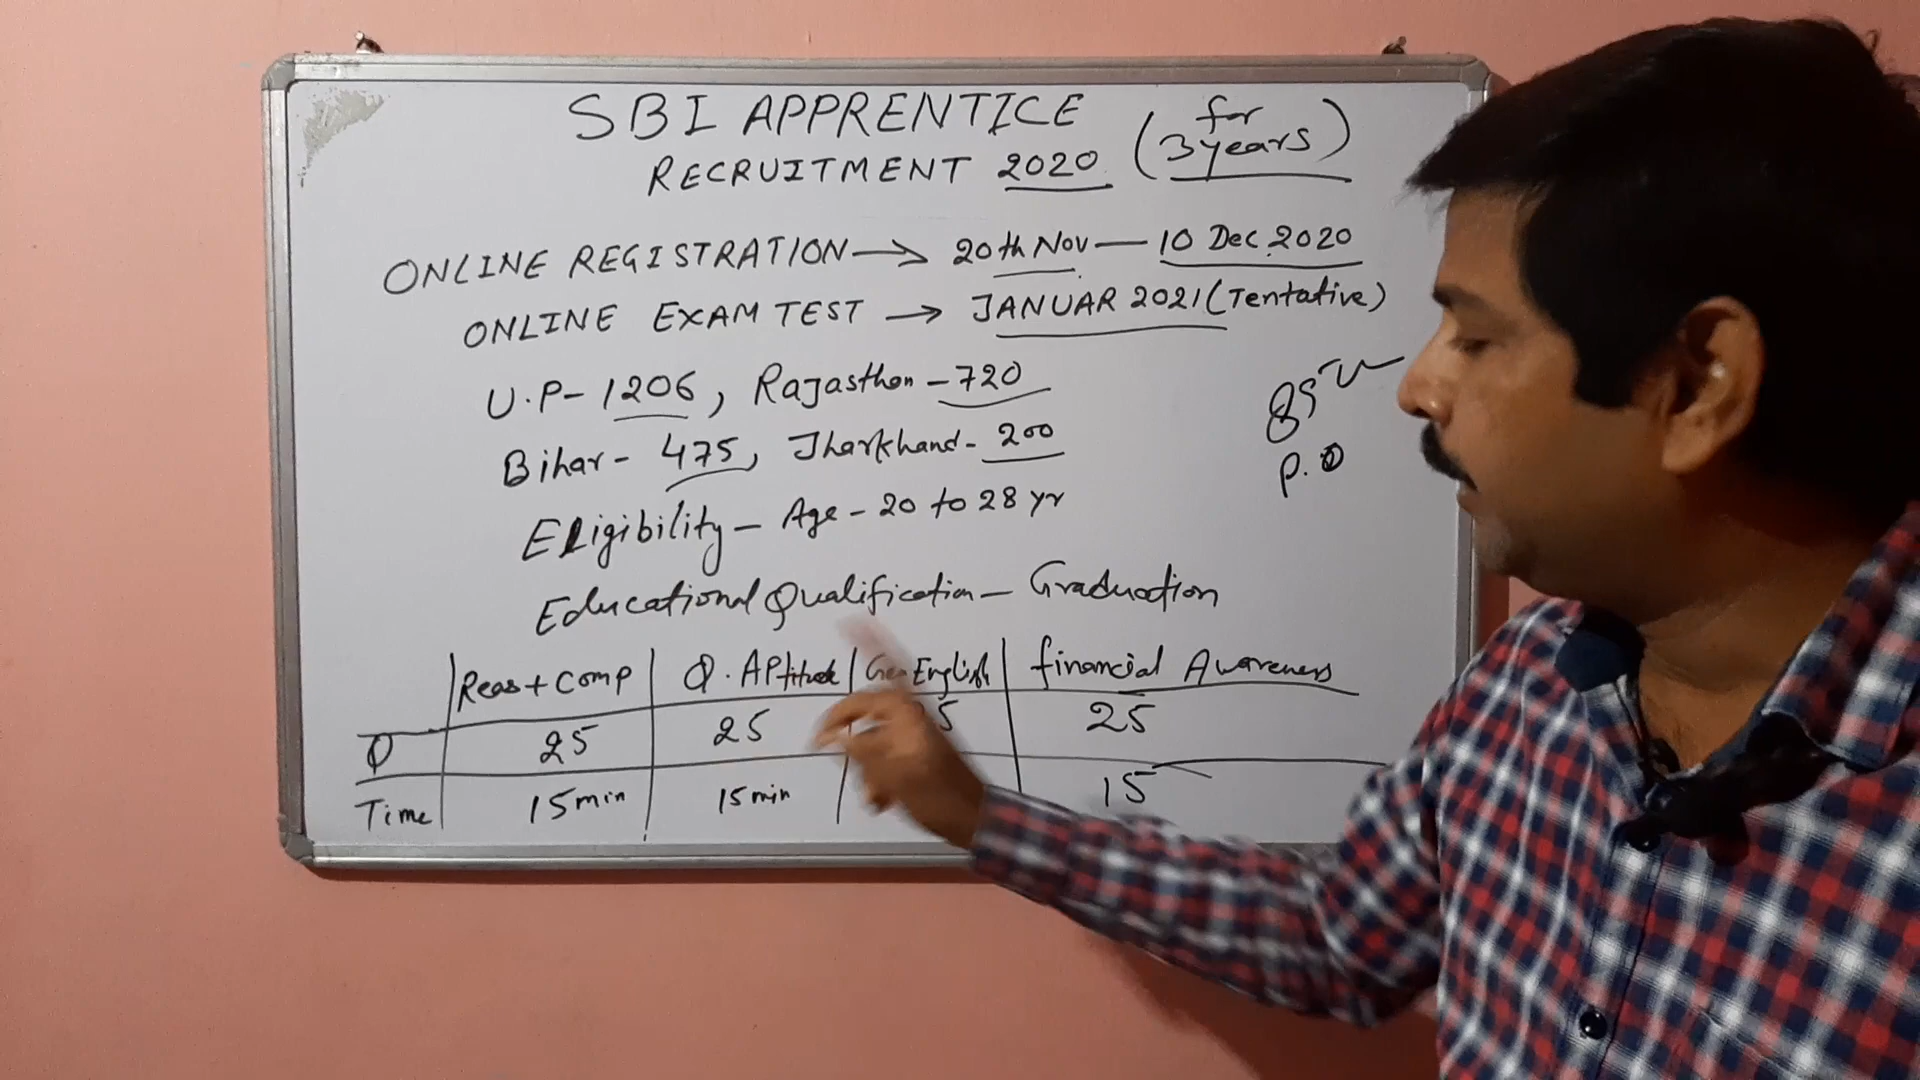 SBI APPRENTICE
RECRUITMENT 2020 (for 3 years)
ONLINE REGISTRATION → 20th Nov — 10 Dec 2020
ONLINE EXAM TEST → JANUAR 2021 (Tentative)
U.P - 1206, Rajasthan - 720
Bihar - 475, Jharkhand - 200
P.O
Eligibility - Age - 20 to 28 yr
Educational Qualification - Graduation
Reas + Comp Q. Aptitude Gen English financial Awareness
Q 25 25 25
Time 15 min 15 min 15